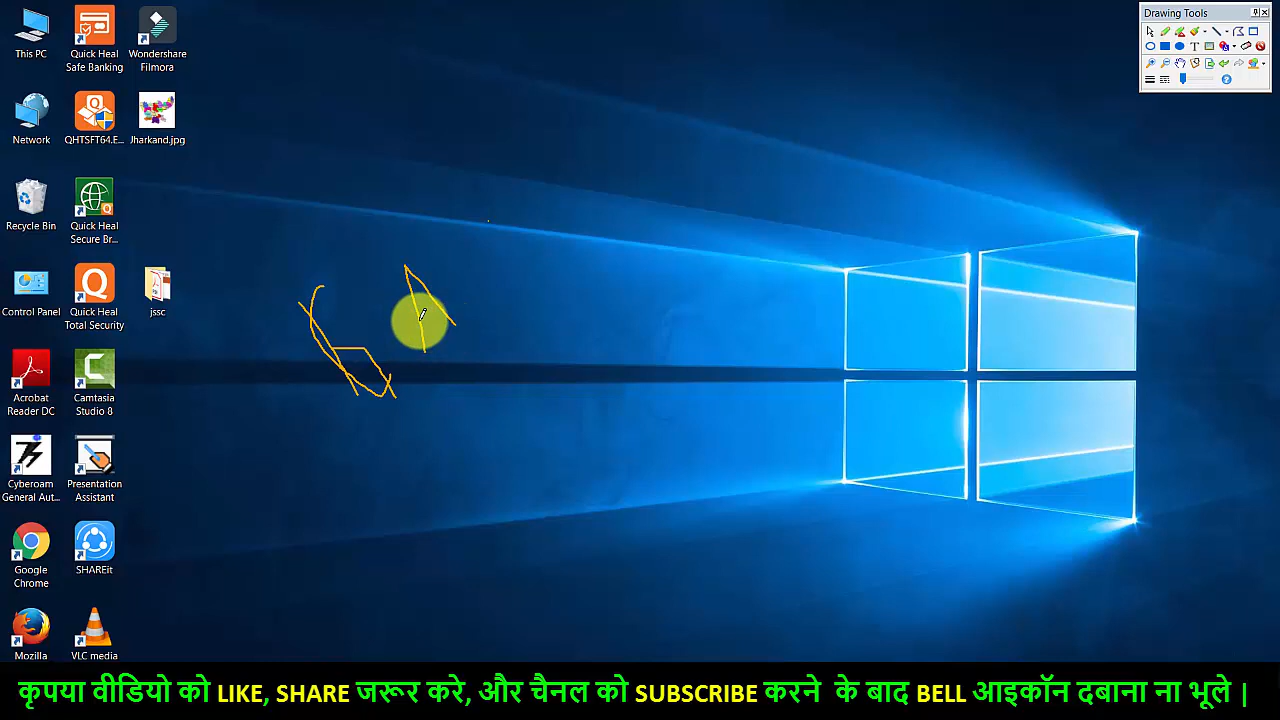 Drawing Tools
This PC
Quick Heal
Safe Banking
Wondershare
Filmora
Network
QHTSFT64.E...
Jharkand.jpg
Recycle Bin
Quick Heal
Secure Br...
Control Panel
Quick Heal
Total Security
jssc
Acrobat
Reader DC
Camtasia
Studio 8
Cyberoam
General Aut...
Presentation
Assistant
Google
Chrome
SHAREit
Mozilla
VLC media
कृपया वीडियो को LIKE, SHARE जरूर करे, और चैनल को SUBSCRIBE करने के बाद BELL आइकॉन दबाना ना भूले |